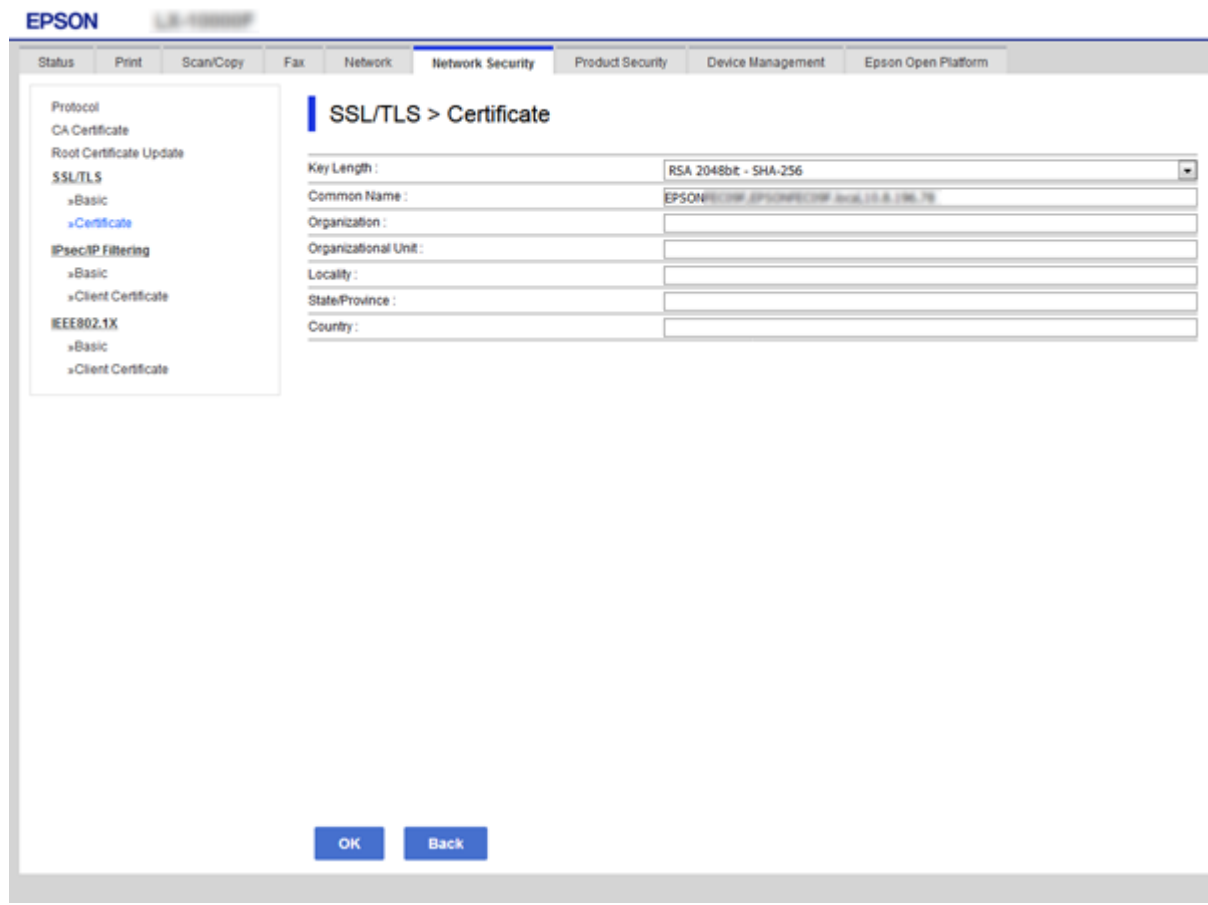 EPSON
Status Print Scan/Copy Fax Network Network Security Product Security Device Management Epson Open Platform
Protocol
CA Certificate
Root Certificate Update
SSL/TLS
»Basic
»Certificate
IPsec/IP Filtering
»Basic
»Client Certificate
IEEE802.1X
»Basic
»Client Certificate
SSL/TLS > Certificate
Key Length : RSA 2048bit - SHA-256
Common Name : EPSON
Organization :
Organizational Unit :
Locality :
State/Province :
Country :
OK Back